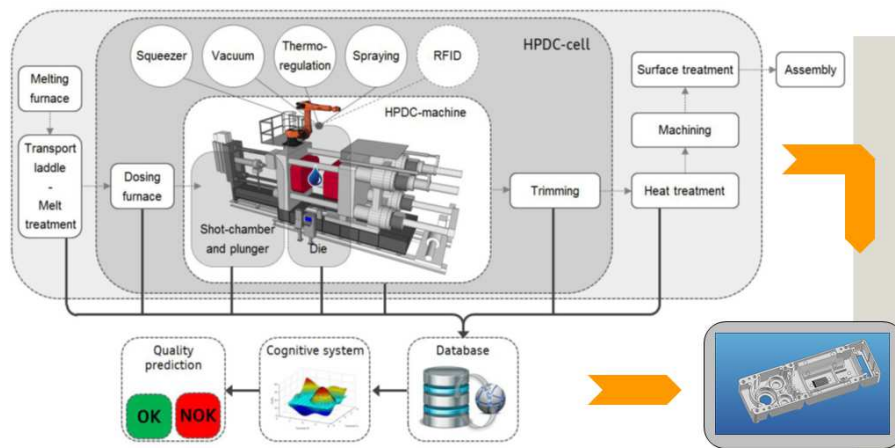 HPDC-cell
Squeezer
Vacuum
Thermo-
regulation
Spraying
RFID
Melting
furnace
Surface treatment
Assembly
HPDC-machine
Transport
laddle
-
Melt
treatment
Machining
Dosing
furnace
Trimming
Heat treatment
Shot-chamber
and plunger
Die
Quality
prediction
Cognitive system
Database
OK
NOK